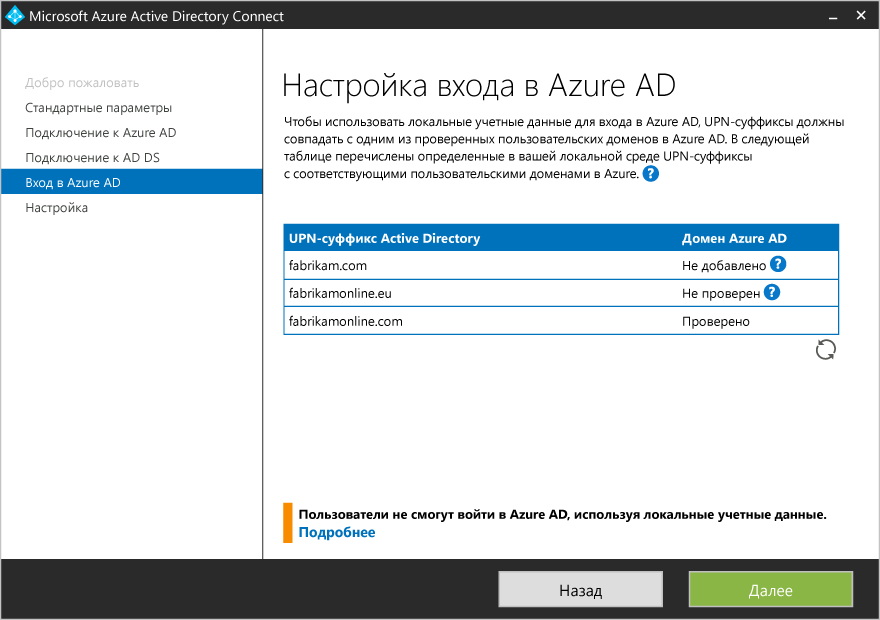 Microsoft Azure Active Directory Connect
Добро пожаловать
Стандартные параметры
Подключение к Azure AD
Подключение к AD DS
Вход в Azure AD
Настройка
Настройка входа в Azure AD
Чтобы использовать локальные учетные данные для входа в Azure AD, UPN-суффиксы должны
совпадать с одним из проверенных пользовательских доменов в Azure AD. В следующей
таблице перечислены определенные в вашей локальной среде UPN-суффиксы
с соответствующими пользовательскими доменами в Azure. ?
UPN-суффикс Active Directory Домен Azure AD
fabrikam.com Не добавлено ?
fabrikamonline.eu Не проверен ?
fabrikamonline.com Проверено
Пользователи не смогут войти в Azure AD, используя локальные учетные данные.
Подробнее
Назад Далее